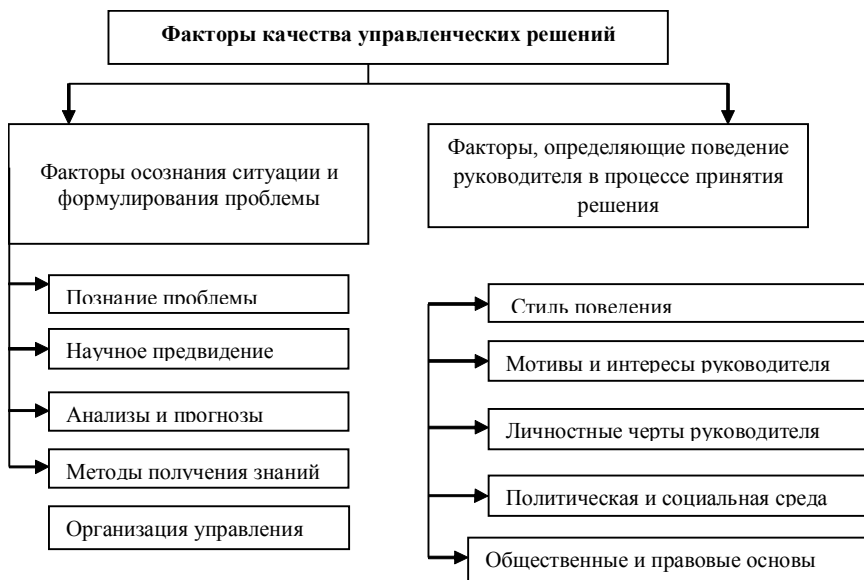 Факторы качества управленческих решений
Факторы осознания ситуации и
формулирования проблемы
Познание проблемы
Научное предвидение
Анализы и прогнозы
Методы получения знаний
Организация управления
Факторы, определяющие поведение
руководителя в процессе принятия
решения
Стиль поведения
Мотивы и интересы руководителя
Личностные черты руководителя
Политическая и социальная среда
Общественные и правовые основы